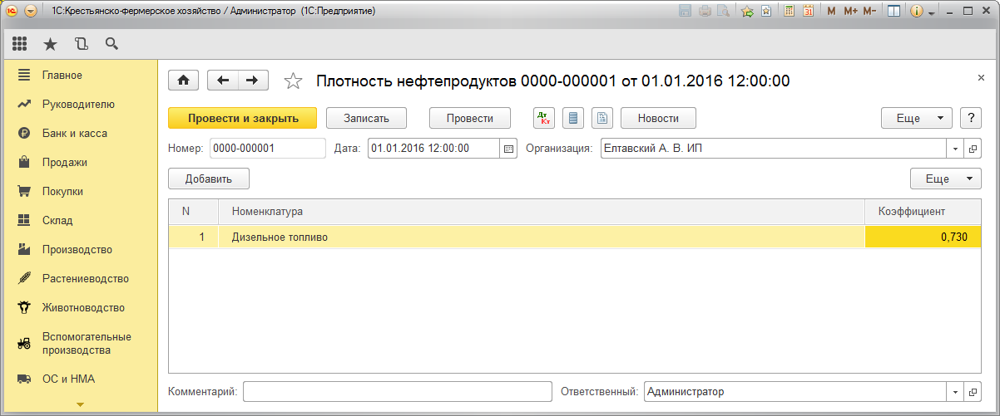 1С:Крестьянско-фермерское хозяйство / Администратор (1С:Предприятие)
31 M M+ M-
Главное
Руководителю
Банк и касса
Продажи
Покупки
Склад
Производство
Растениеводство
Животноводство
Вспомогательные
производства
ОС и НМА
Плотность нефтепродуктов 0000-000001 от 01.01.2016 12:00:00
Провести и закрыть Записать Провести Дт Кт Новости Еще ?
Номер: 0000-000001 Дата: 01.01.2016 12:00:00 Организация: Елтавский А. В. ИП
Добавить Еще
N Номенклатура Коэффициент
1 Дизельное топливо 0,730
Комментарий: Ответственный: Администратор